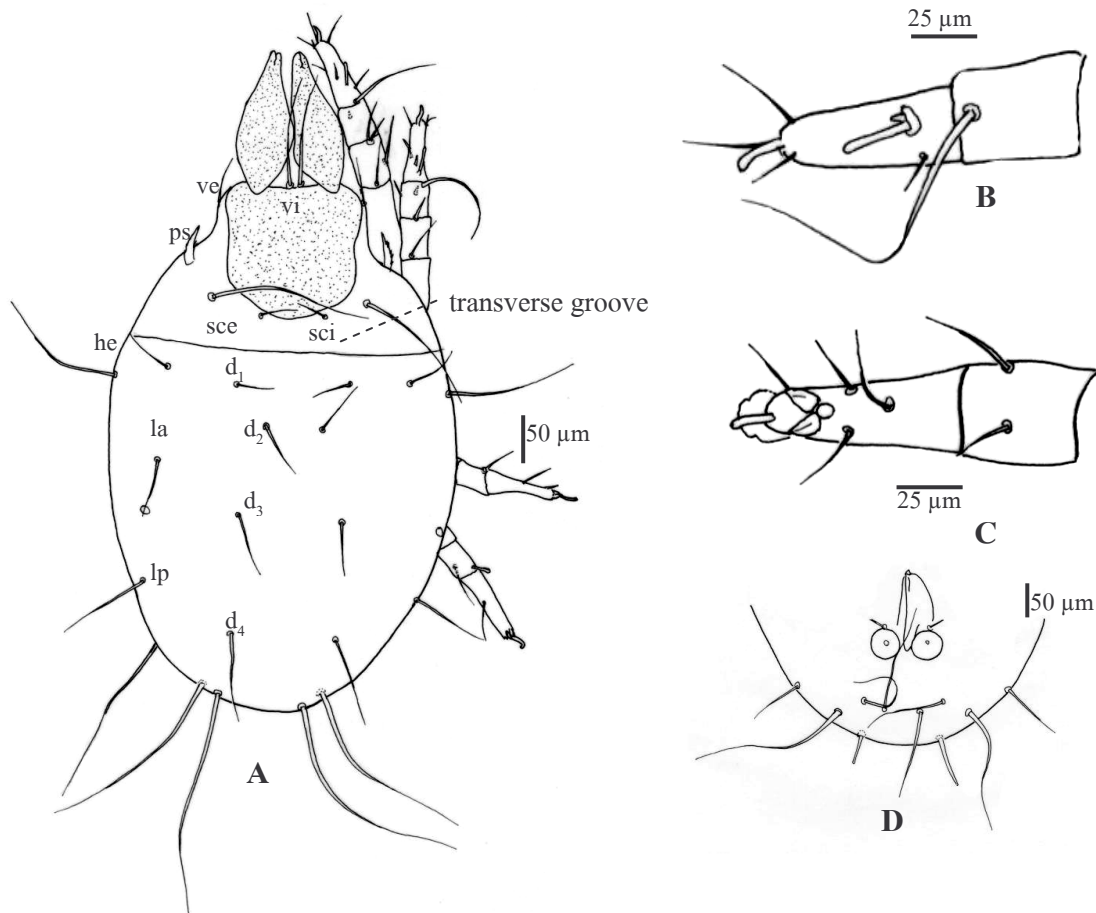 ve
vi
ps
transverse groove
sce
sci
he
d₁
la
d₂
50 µm
d₃
lp
d₄
A
25 µm
B
25 µm
C
50 µm
D